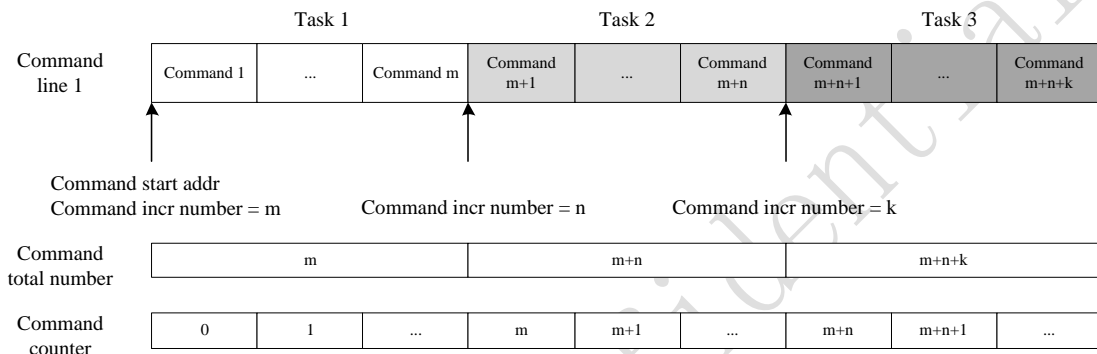 Task 1 Task 2 Task 3
Command line 1
Command 1 ... Command m Command m+1 ... Command m+n Command m+n+1 ... Command m+n+k
Command start addr
Command incr number = m Command incr number = n Command incr number = k
Command total number
m m+n m+n+k
Command counter
0 1 ... m m+1 ... m+n m+n+1 ...